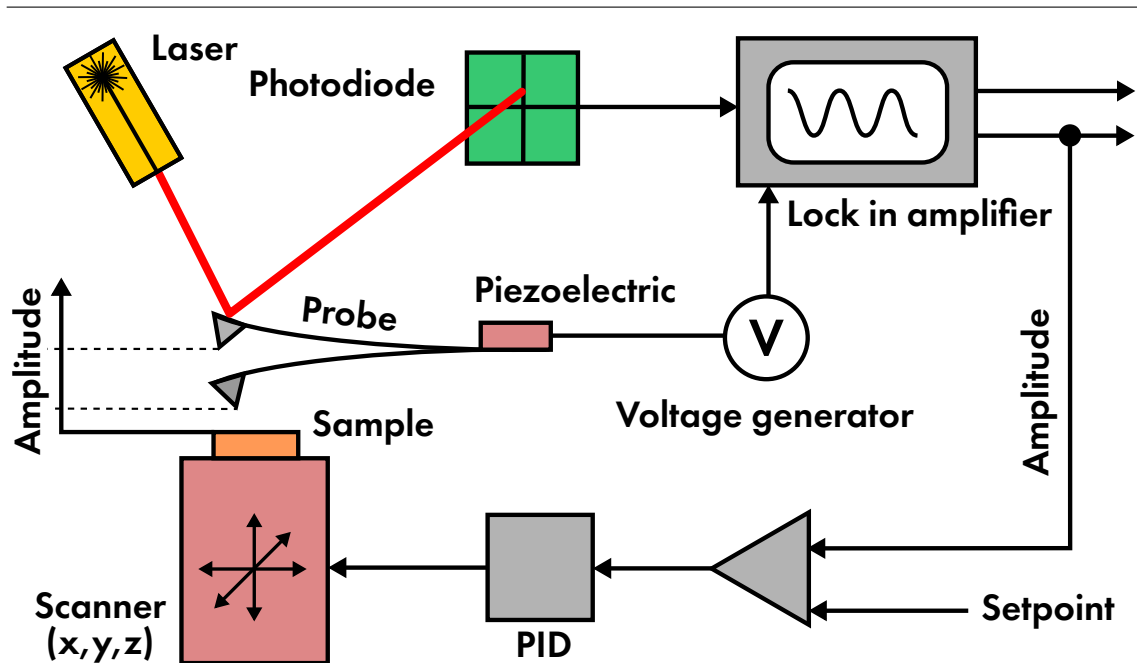 Laser
Photodiode
Lock in amplifier
Probe
Piezoelectric
V
Amplitude
Voltage generator
Amplitude
Sample
Scanner
(x,y,z)
PID
Setpoint